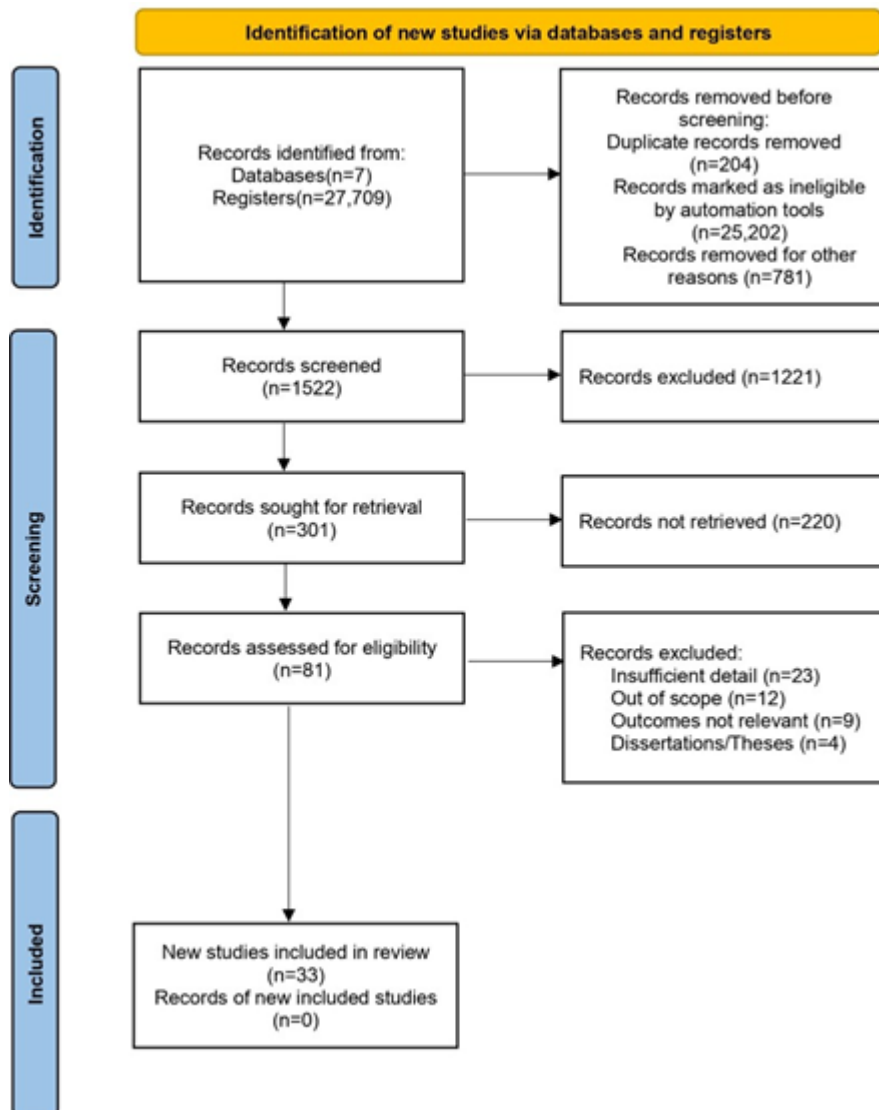 Identification of new studies via databases and registers
Identification
Records identified from:
Databases(n=7)
Registers(n=27,709)
Records removed before
screening:
Duplicate records removed
(n=204)
Records marked as ineligible
by automation tools
(n=25,202)
Records removed for other
reasons (n=781)
Screening
Records screened
(n=1522)
Records excluded (n=1221)
Records sought for retrieval
(n=301)
Records not retrieved (n=220)
Records assessed for eligibility
(n=81)
Records excluded:
Insufficient detail (n=23)
Out of scope (n=12)
Outcomes not relevant (n=9)
Dissertations/Theses (n=4)
Included
New studies included in review
(n=33)
Records of new included studies
(n=0)